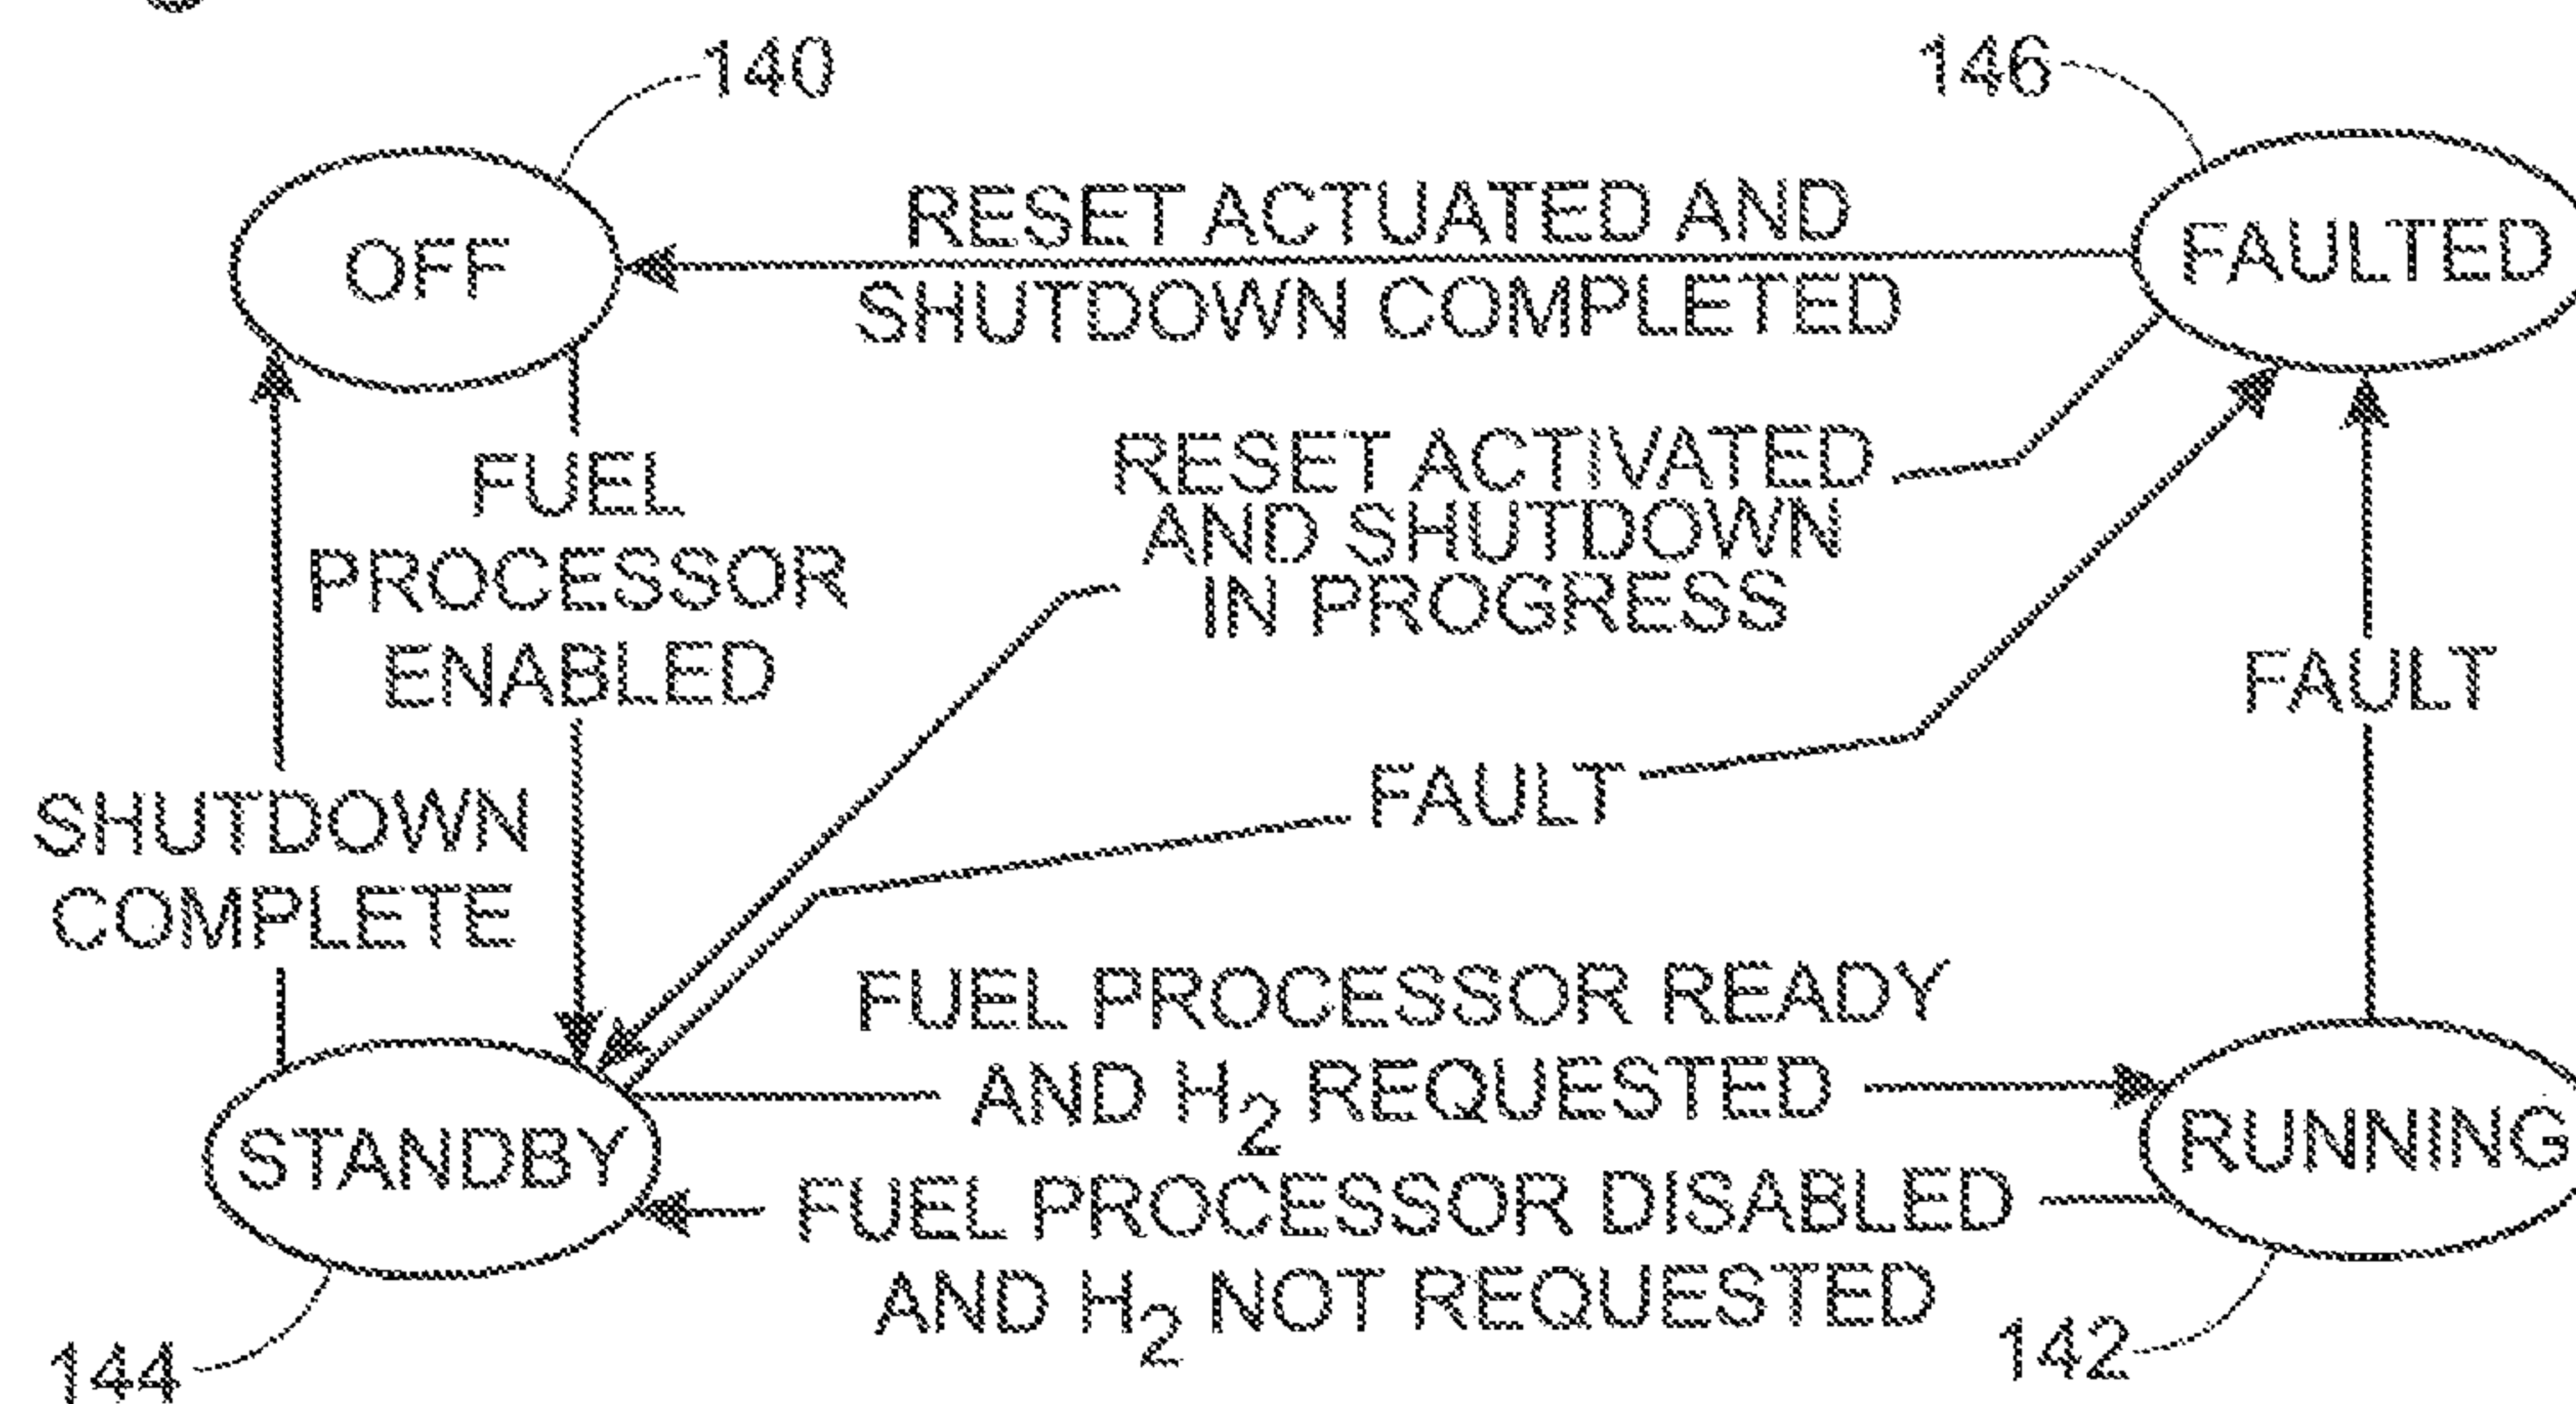 140
146
OFF
RESET ACTUATED AND
SHUTDOWN COMPLETED
FAULTED
FUEL
PROCESSOR
ENABLED
RESET ACTIVATED
AND SHUTDOWN
IN PROGRESS
FAULT
SHUTDOWN
COMPLETE
FAULT
FUEL PROCESSOR READY
AND H₂ REQUESTED
STANDBY
RUNNING
FUEL PROCESSOR DISABLED
AND H₂ NOT REQUESTED
144
142